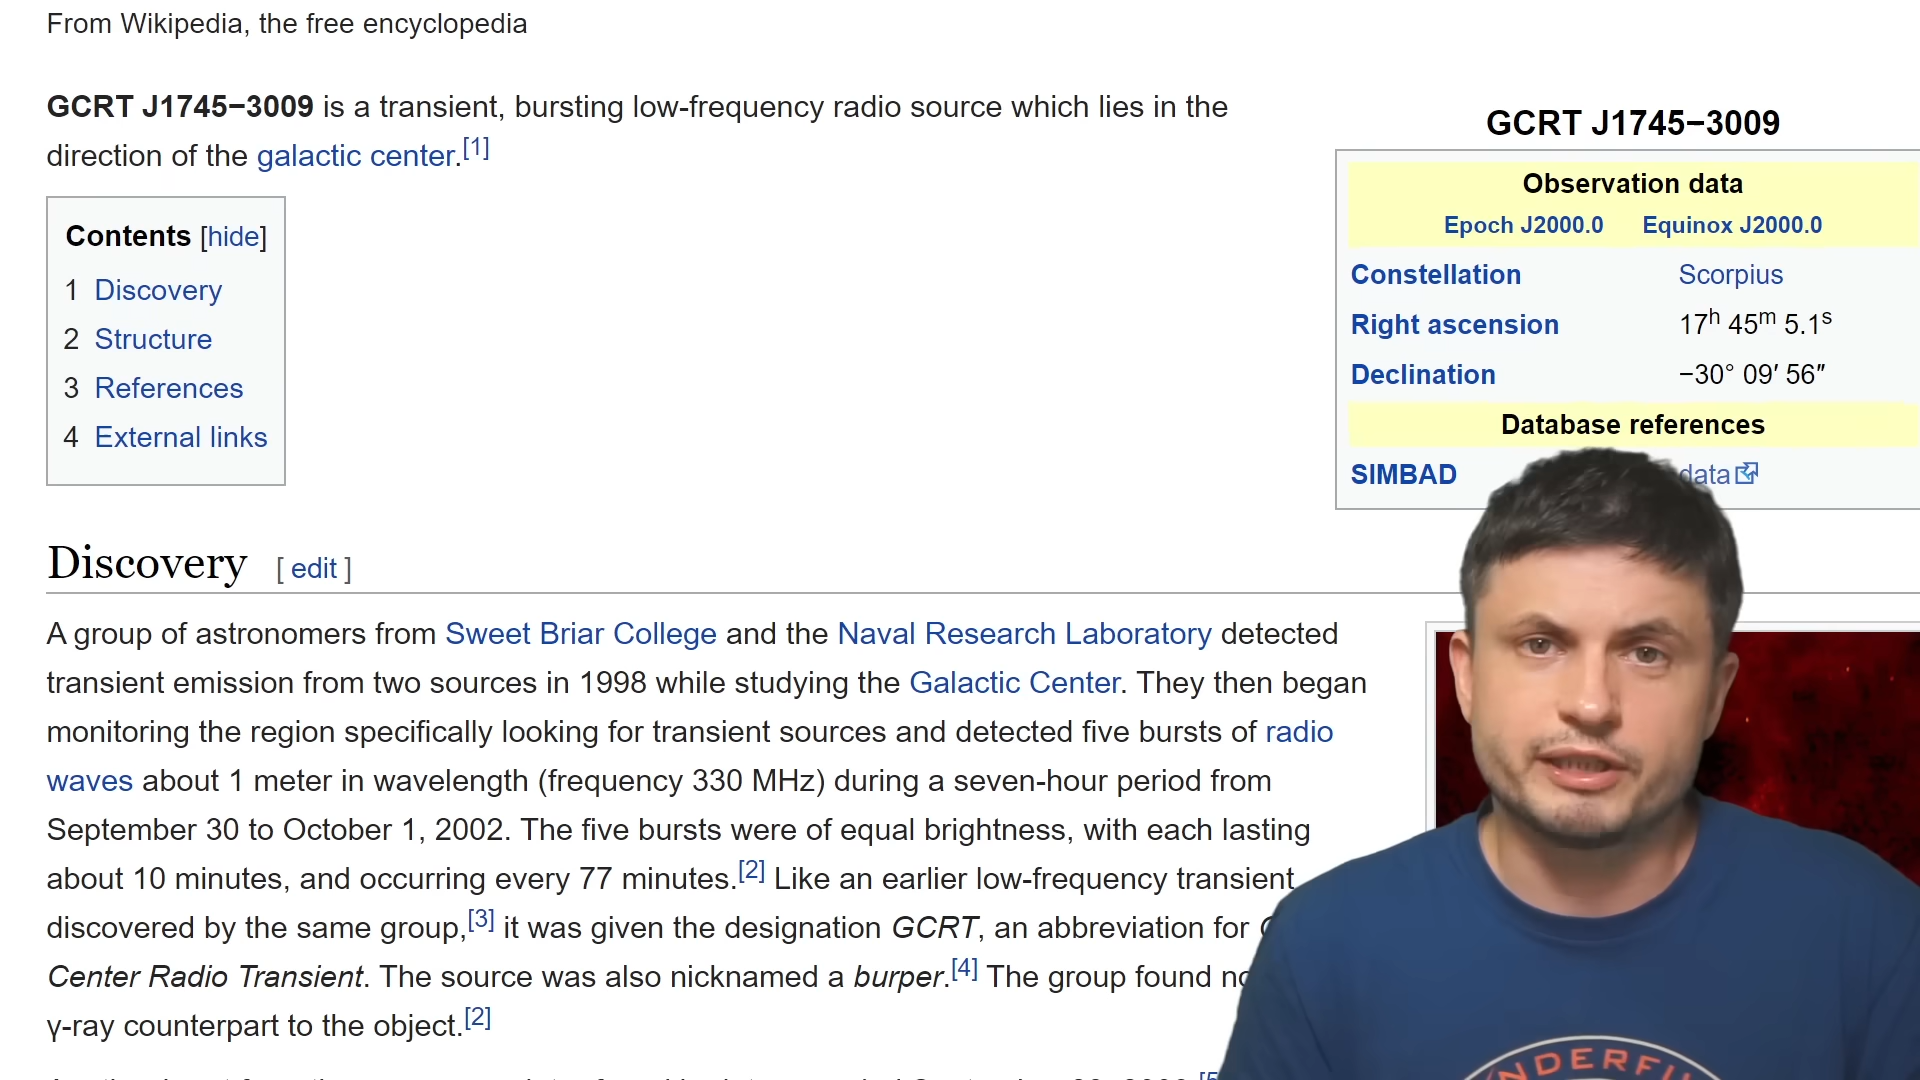 From Wikipedia, the free encyclopedia
GCRT J1745−3009 is a transient, bursting low-frequency radio source which lies in the
direction of the galactic center.[1]
Contents [hide]
1 Discovery
2 Structure
3 References
4 External links
GCRT J1745−3009
Observation data
Epoch J2000.0 Equinox J2000.0
Constellation Scorpius
Right ascension 17h 45m 5.1s
Declination −30° 09′ 56″
Database references
SIMBAD data
Discovery [ edit ]
A group of astronomers from Sweet Briar College and the Naval Research Laboratory detected
transient emission from two sources in 1998 while studying the Galactic Center. They then began
monitoring the region specifically looking for transient sources and detected five bursts of radio
waves about 1 meter in wavelength (frequency 330 MHz) during a seven-hour period from
September 30 to October 1, 2002. The five bursts were of equal brightness, with each lasting
about 10 minutes, and occurring every 77 minutes.[2] Like an earlier low-frequency transient
discovered by the same group,[3] it was given the designation GCRT, an abbreviation for
Center Radio Transient. The source was also nicknamed a burper.[4] The group found
γ-ray counterpart to the object.[2]
NDERFU